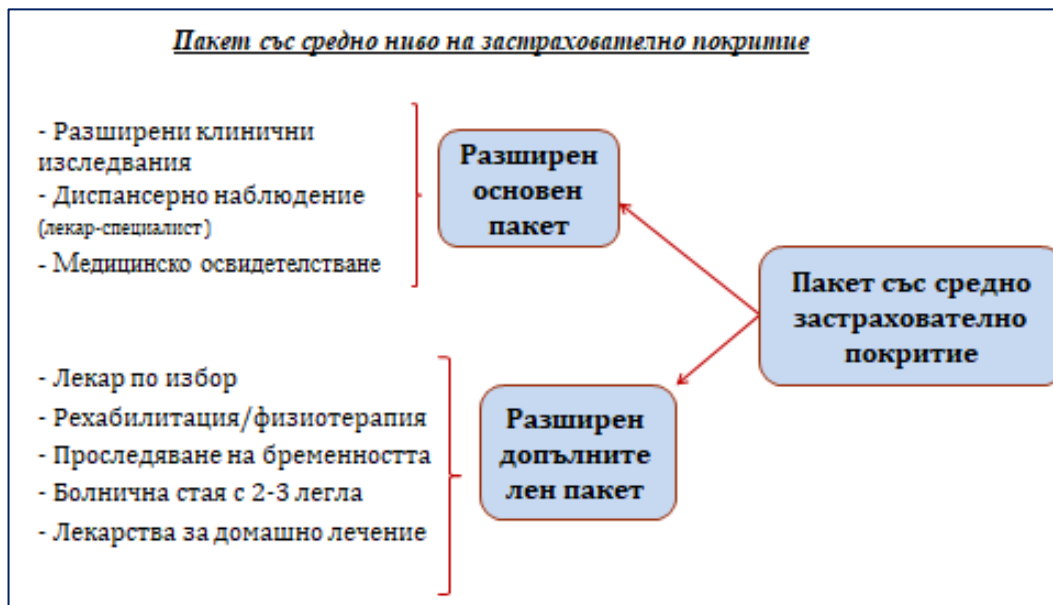 Пакет със средно ниво на застрахователно покритие
- Разширени клинични
изследвания
- Диспансерно наблюдение
(лекар-специалист)
- Медицинско освидетелстване
Разширен
основен
пакет
Пакет със средно
застрахователно
покритие
- Лекар по избор
- Рехабилитация/физиотерапия
- Проследяване на бременността
- Болнична стая с 2-3 легла
- Лекарства за домашно лечение
Разширен
допълните
лен пакет